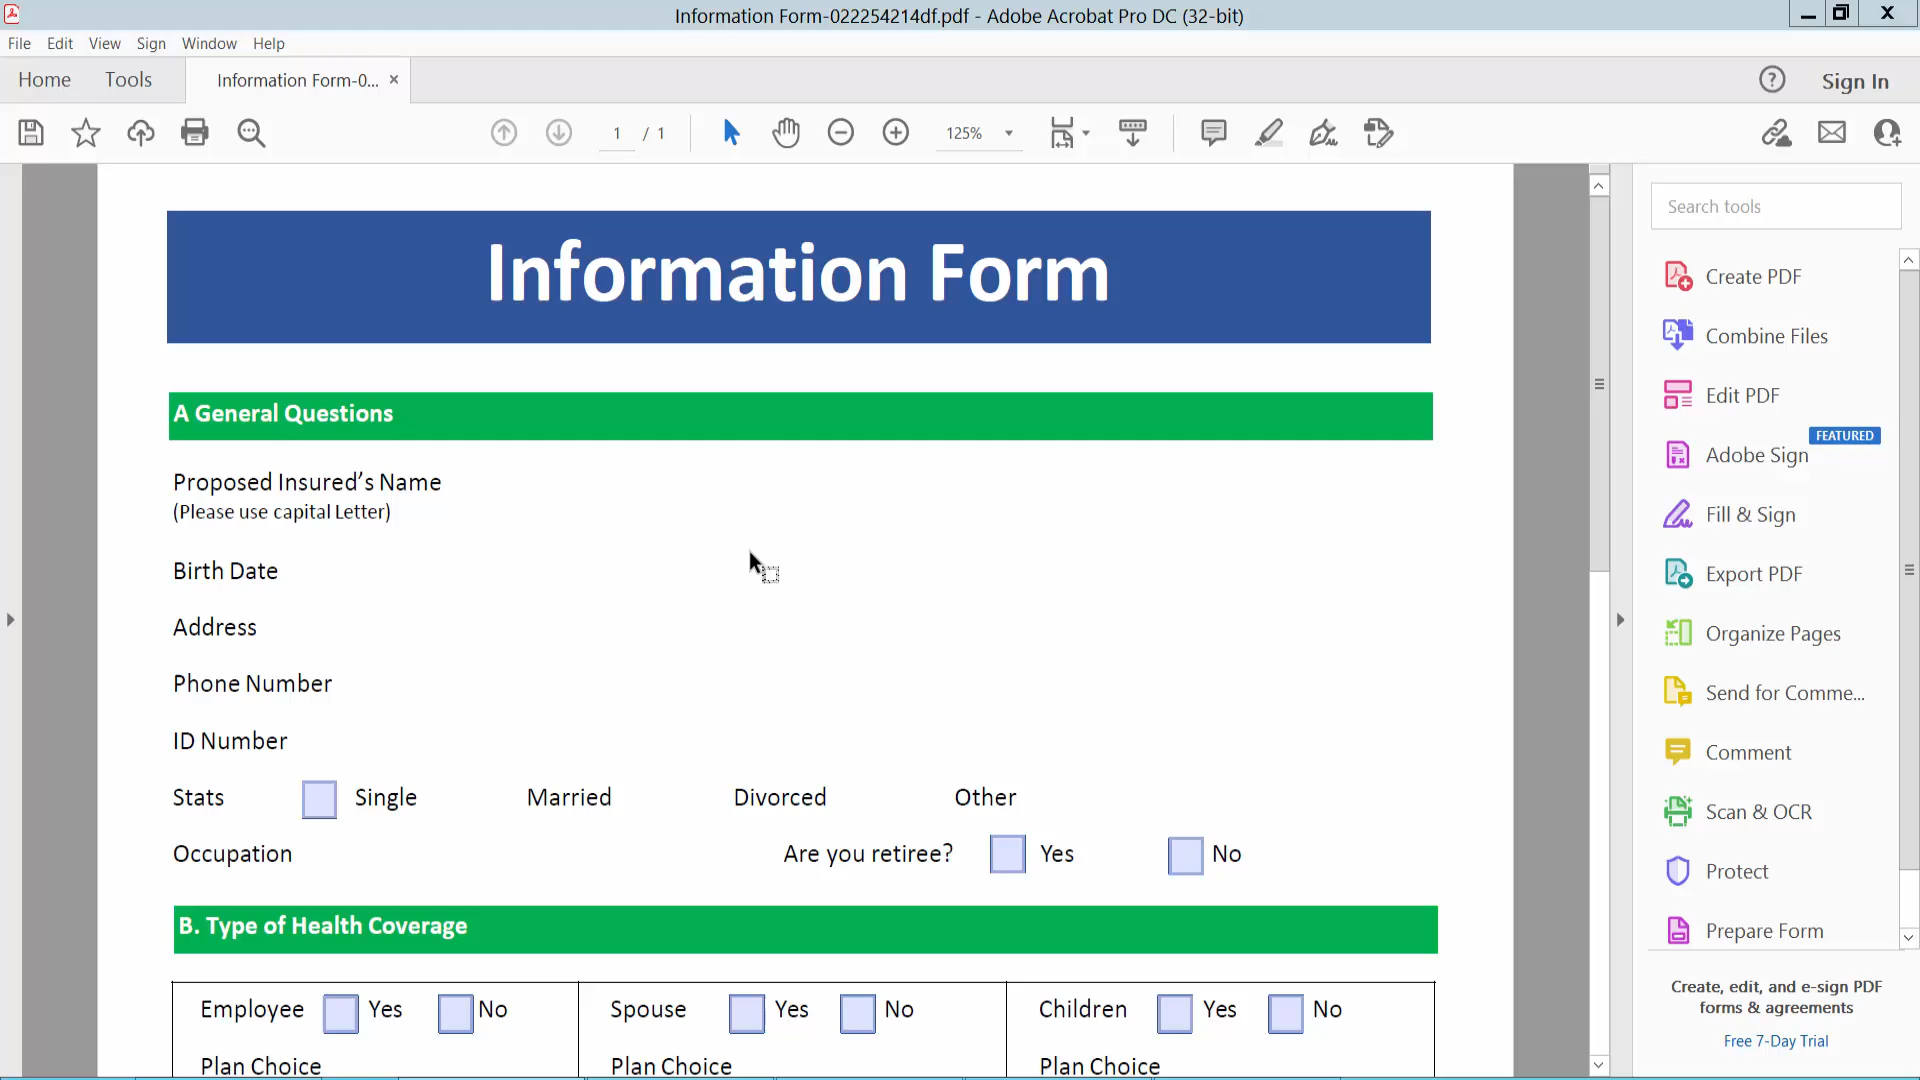 Information Form-022254214df.pdf - Adobe Acrobat Pro DC (32-bit)
File Edit View Sign Window Help
Home Tools Information Form-0... × Sign In
1 / 1 125%
Information Form
A General Questions
Proposed Insured’s Name
(Please use capital Letter)
Birth Date
Address
Phone Number
ID Number
Stats Single Married Divorced Other
Occupation Are you retiree? Yes No
B. Type of Health Coverage
Employee Yes No Spouse Yes No Children Yes No
Plan Choice Plan Choice Plan Choice
Search tools
Create PDF
Combine Files
Edit PDF
FEATURED
Adobe Sign
Fill & Sign
Export PDF
Organize Pages
Send for Comme...
Comment
Scan & OCR
Protect
Prepare Form
Create, edit, and e-sign PDF
forms & agreements
Free 7-Day Trial